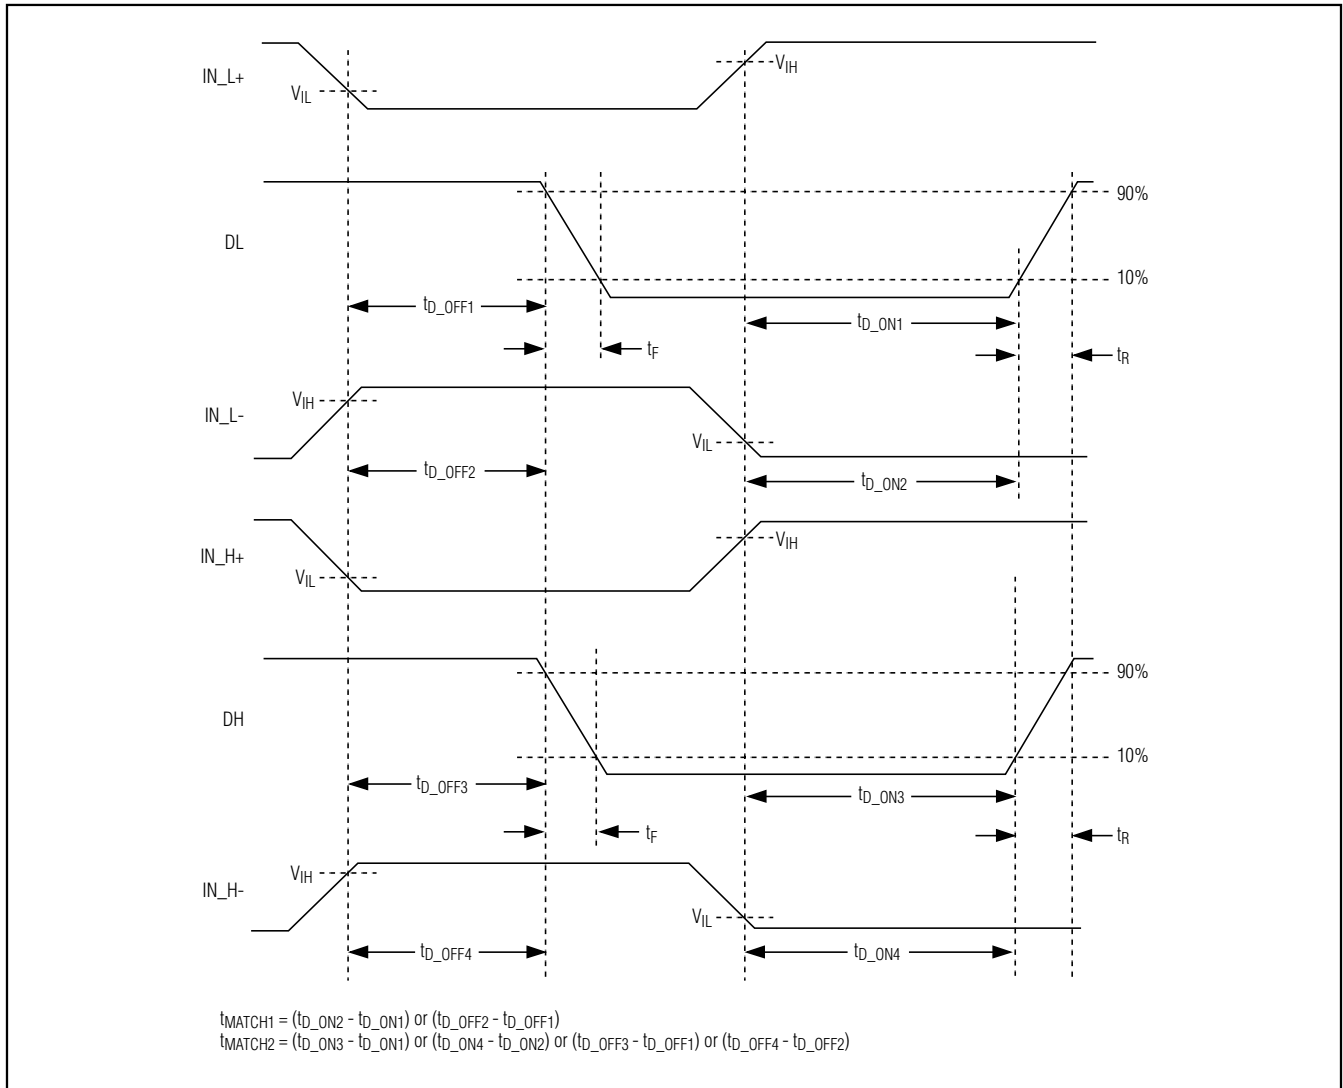 IN_L+
VIL
VIH
DL
90%
10%
tD_OFF1
tD_ON1
tF
tR
IN_L-
VIH
VIL
tD_OFF2
tD_ON2
IN_H+
VIL
VIH
DH
90%
10%
tD_OFF3
tD_ON3
tF
tR
IN_H-
VIH
VIL
tD_OFF4
tD_ON4
tMATCH1 = (tD_ON2 - tD_ON1) or (tD_OFF2 - tD_OFF1)
tMATCH2 = (tD_ON3 - tD_ON1) or (tD_ON4 - tD_ON2) or (tD_OFF3 - tD_OFF1) or (tD_OFF4 - tD_OFF2)